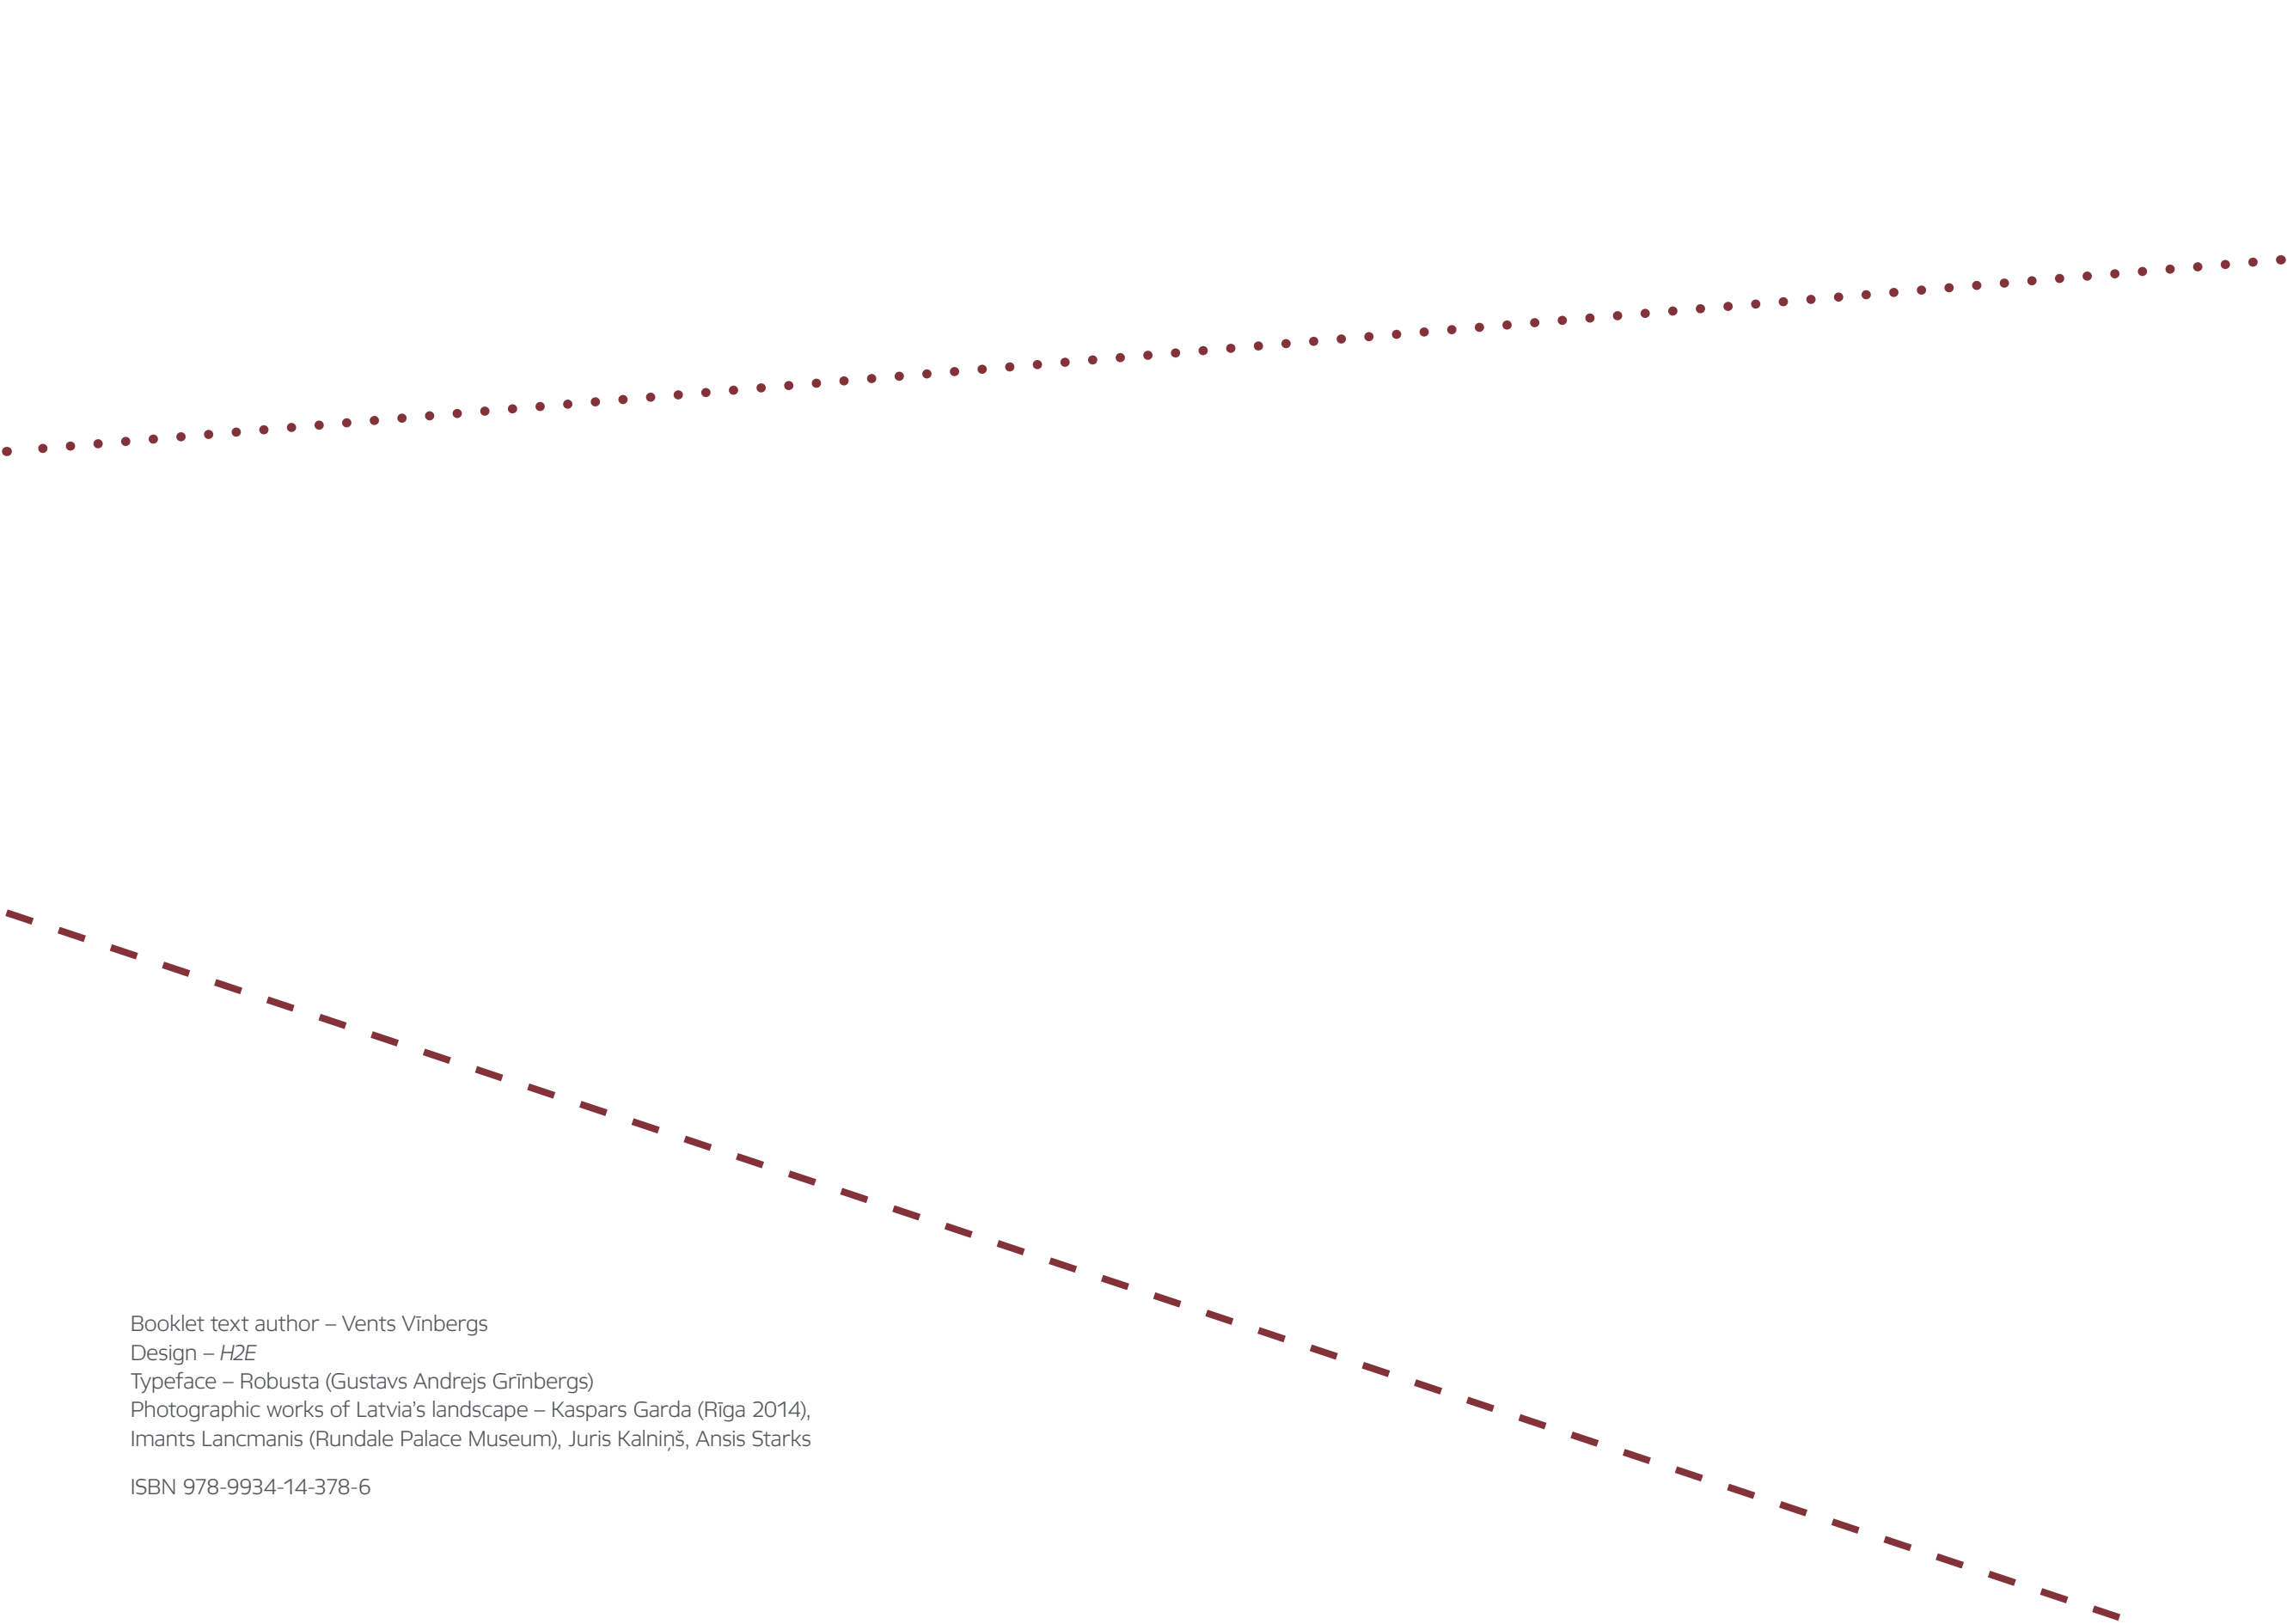 Booklet text author – Vents Vīnbergs
Design – H2E
Typeface – Robusta (Gustavs Andrejs Grīnbergs)
Photographic works of Latvia’s landscape – Kaspars Garda (Rīga 2014),
Imants Lancmanis (Rundale Palace Museum), Juris Kalniņš, Ansis Starks
ISBN 978-9934-14-378-6